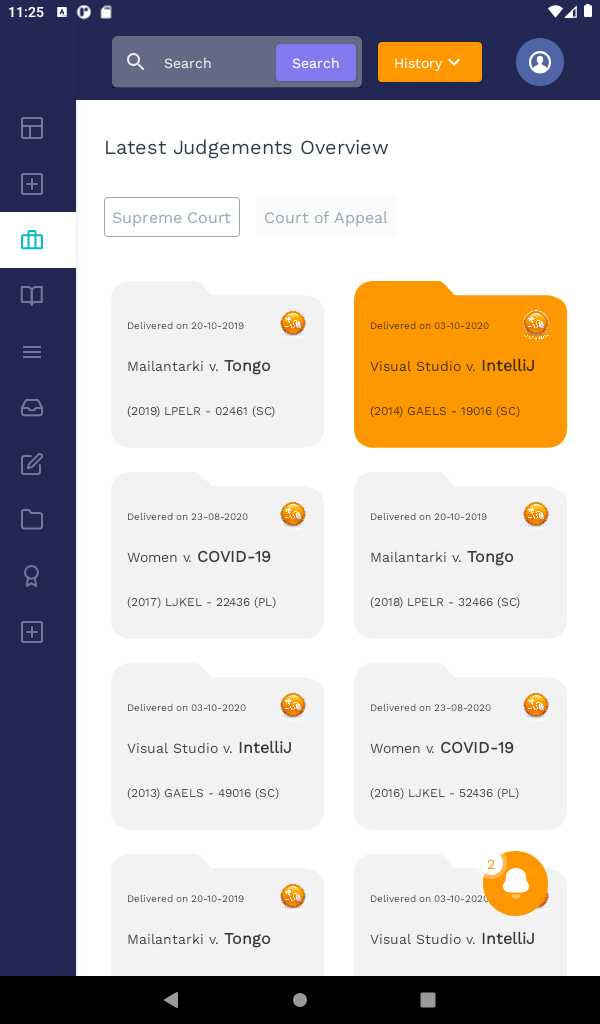 11:25
Search
Search
History
Latest Judgements Overview
Supreme Court
Court of Appeal
Delivered on 20-10-2019
Mailantarki v. Tongo
(2019) LPELR - 02461 (SC)
Delivered on 03-10-2020
Visual Studio v. IntelliJ
(2014) GAELS - 19016 (SC)
Delivered on 23-08-2020
Women v. COVID-19
(2017) LJKEL - 22436 (PL)
Delivered on 20-10-2019
Mailantarki v. Tongo
(2018) LPELR - 32466 (SC)
Delivered on 03-10-2020
Visual Studio v. IntelliJ
(2013) GAELS - 49016 (SC)
Delivered on 23-08-2020
Women v. COVID-19
(2016) LJKEL - 52436 (PL)
Delivered on 20-10-2019
Mailantarki v. Tongo
2
Delivered on 03-10-2020
Visual Studio v. IntelliJ